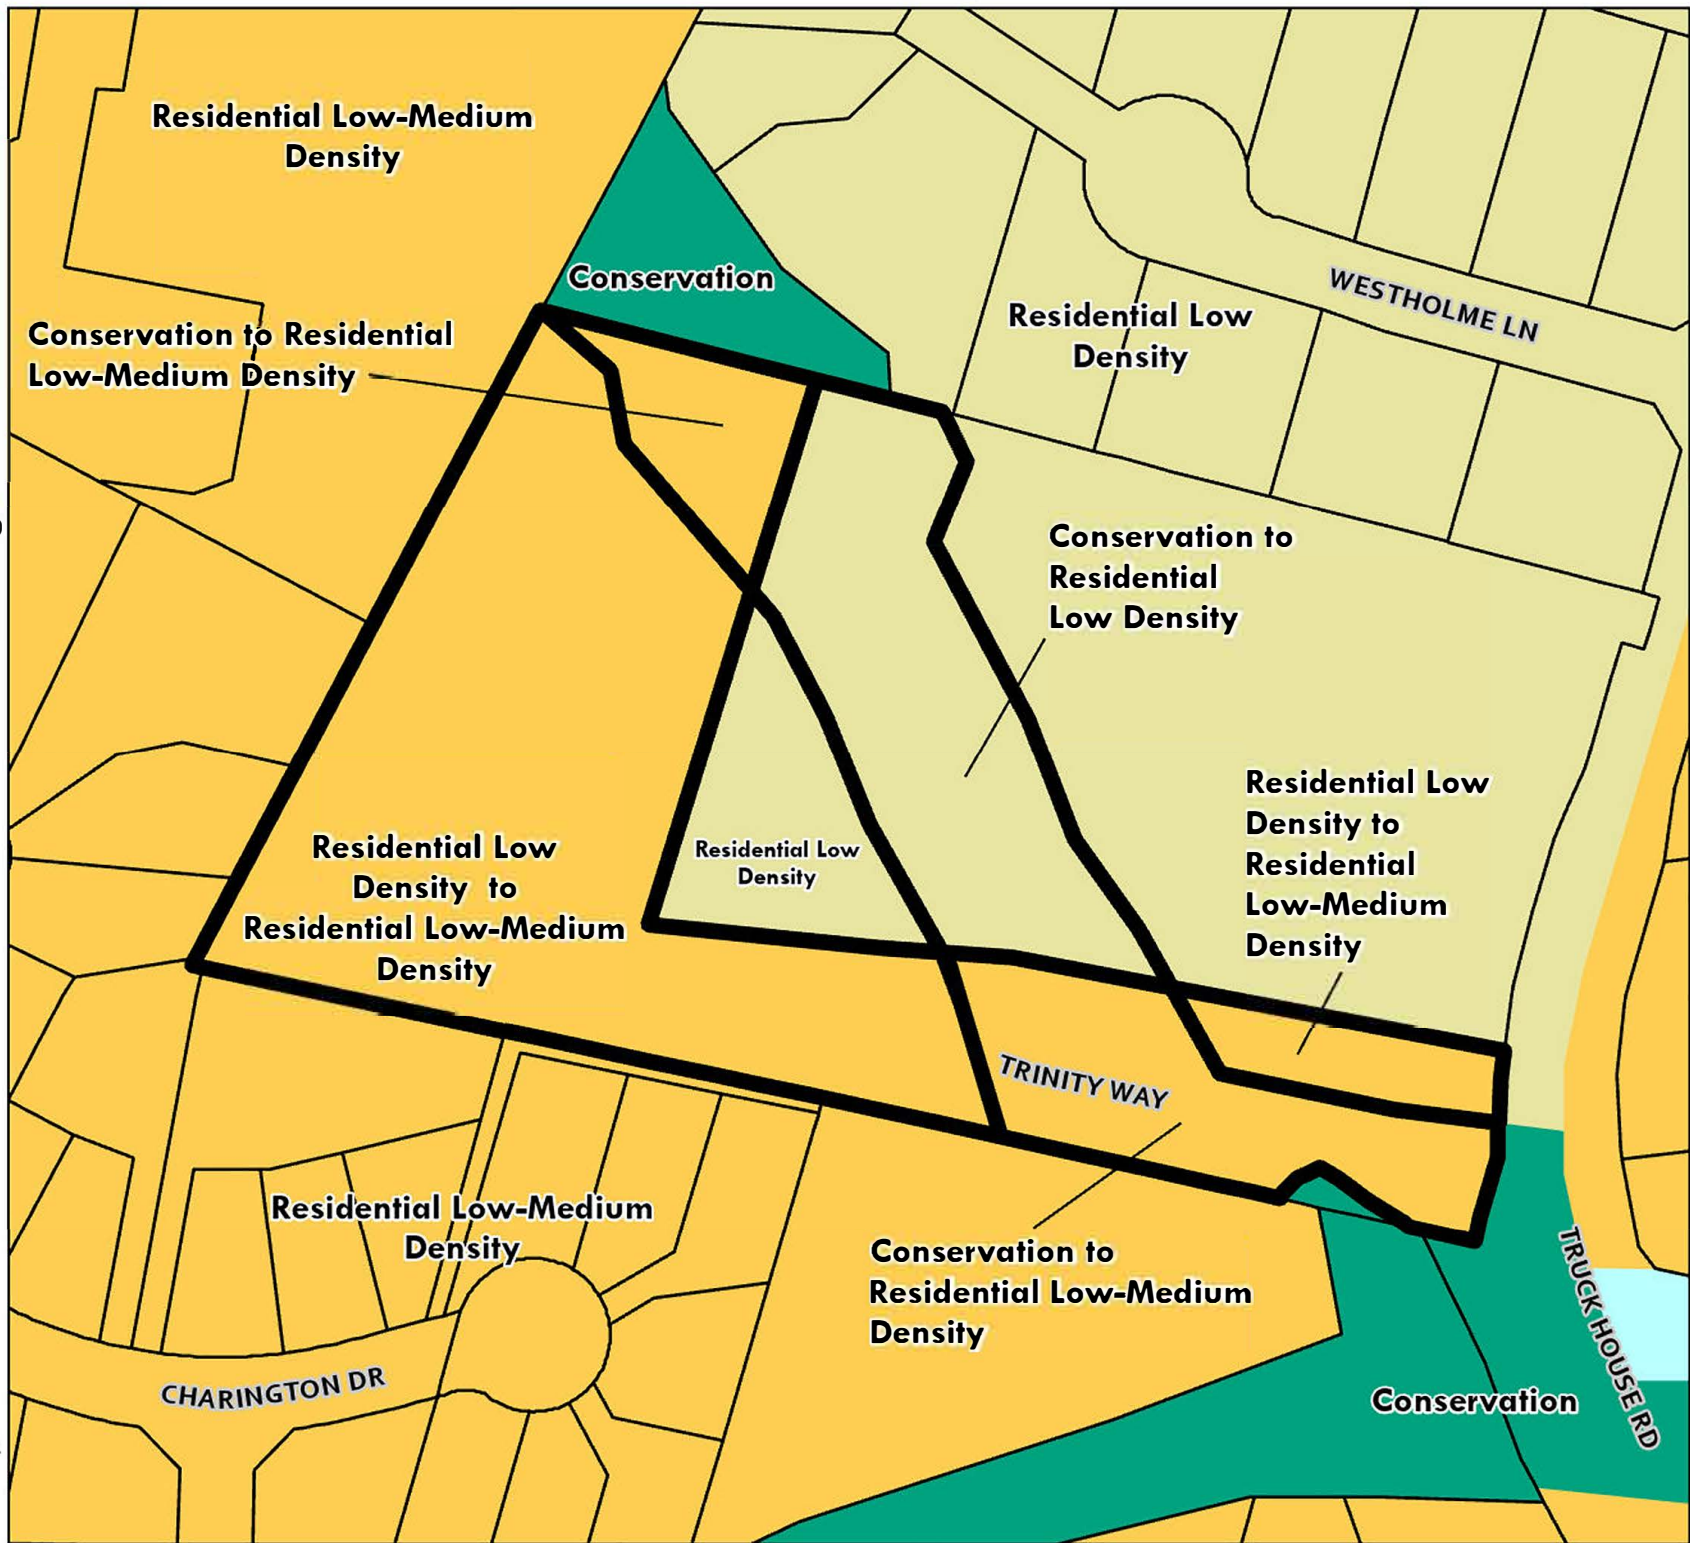 Residential Low-Medium
Density
Conservation
Conservation to Residential
Low-Medium Density
Residential Low
Density
WESTHOLME LN
Conservation to
Residential
Low Density
Residential Low
Density to
Residential
Low-Medium
Density
Residential Low
Density to
Residential Low-Medium
Density
Residential Low
Density
TRINITY WAY
Residential Low-Medium
Density
Conservation to
Residential Low-Medium
Density
CHARINGTON DR
Conservation
TRUCK HOUSE RD